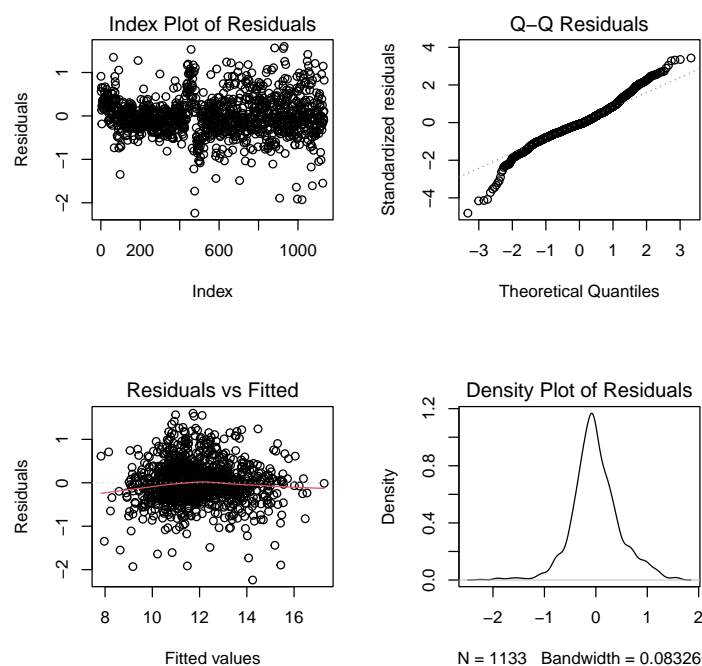 Index Plot of Residuals
Residuals
−2 −1 0 1
0 200 600 1000
Index
Q−Q Residuals
Standardized residuals
−4 −2 0 2 4
−3 −2 −1 0 1 2 3
Theoretical Quantiles
Residuals vs Fitted
Residuals
−2 −1 0 1
8 10 12 14 16
Fitted values
Density Plot of Residuals
Density
0.0 0.4 0.8 1.2
−2 −1 0 1 2
N = 1133 Bandwidth = 0.08326